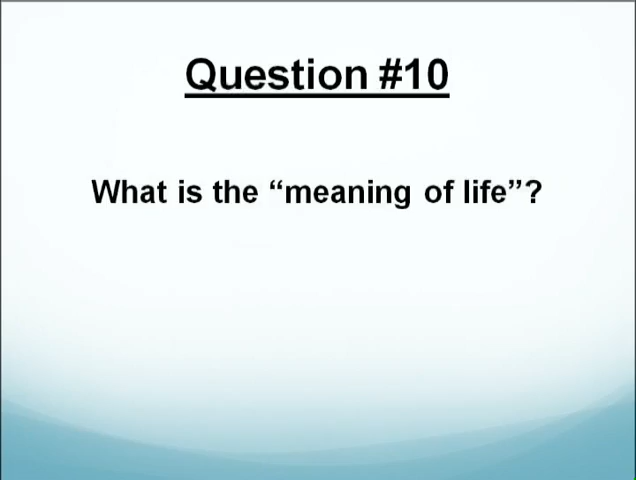 Question #10
What is the “meaning of life”?